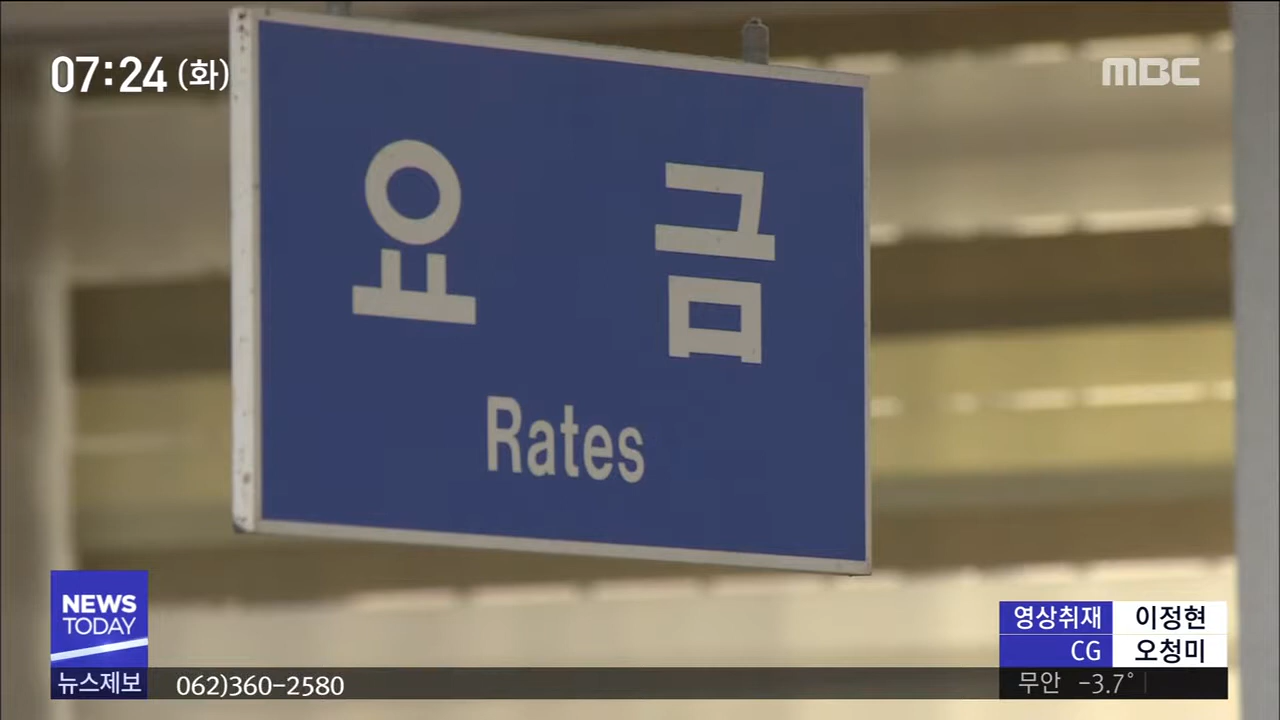 07:24 (화)
MBC
요 금
Rates
NEWS
TODAY
영상취재 이정현
CG 오청미
뉴스제보 062)360-2580
무안 -3.7°